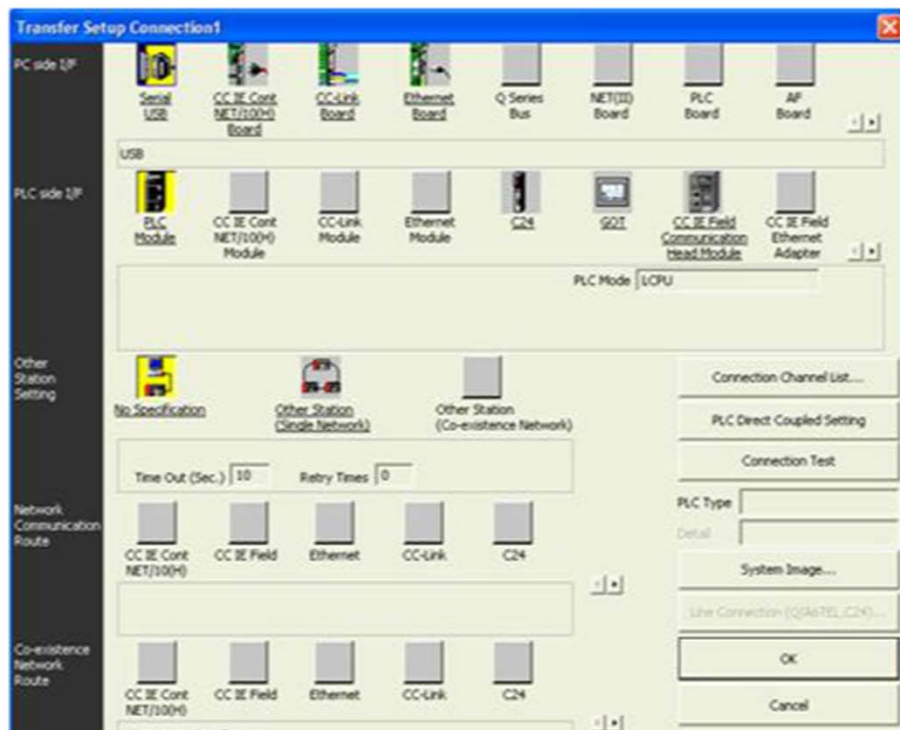 Transfer Setup Connection1
PC side I/F
Serial
USB
CC IE Cont
NET/10(H)
Board
CC-Link
Board
Ethernet
Board
Q Series
Bus
NET(II)
Board
PLC
Board
AF
Board
USB
PLC side I/F
PLC
Module
CC IE Cont
NET/10(H)
Module
CC-Link
Module
Ethernet
Module
C24
GOT
CC IE Field
Communication
Head Module
CC IE Field
Ethernet
Adapter
PLC Mode LCPU
Other
Station
Setting
No Specification
Other Station
(Single Network)
Other Station
(Co-existence Network)
Time Out (Sec.) 10 Retry Times 0
Connection Channel List...
PLC Direct Coupled Setting
Connection Test
PLC Type
Detail
System Image...
Line Connection (Q/A6TEL,C24)...
OK
Cancel
Network
Communication
Route
CC IE Cont
NET/10(H)
CC IE Field
Ethernet
CC-Link
C24
Co-existence
Network
Route
CC IE Cont
NET/10(H)
CC IE Field
Ethernet
CC-Link
C24